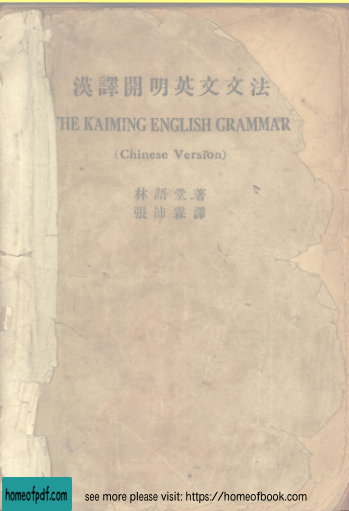 漢譯開明英文文法
THE KAIMING ENGLISH GRAMMAR
(Chinese Version)
林語堂著
張沛霖譯
homeofpdf.com
see more please visit: https://homeofbook.com